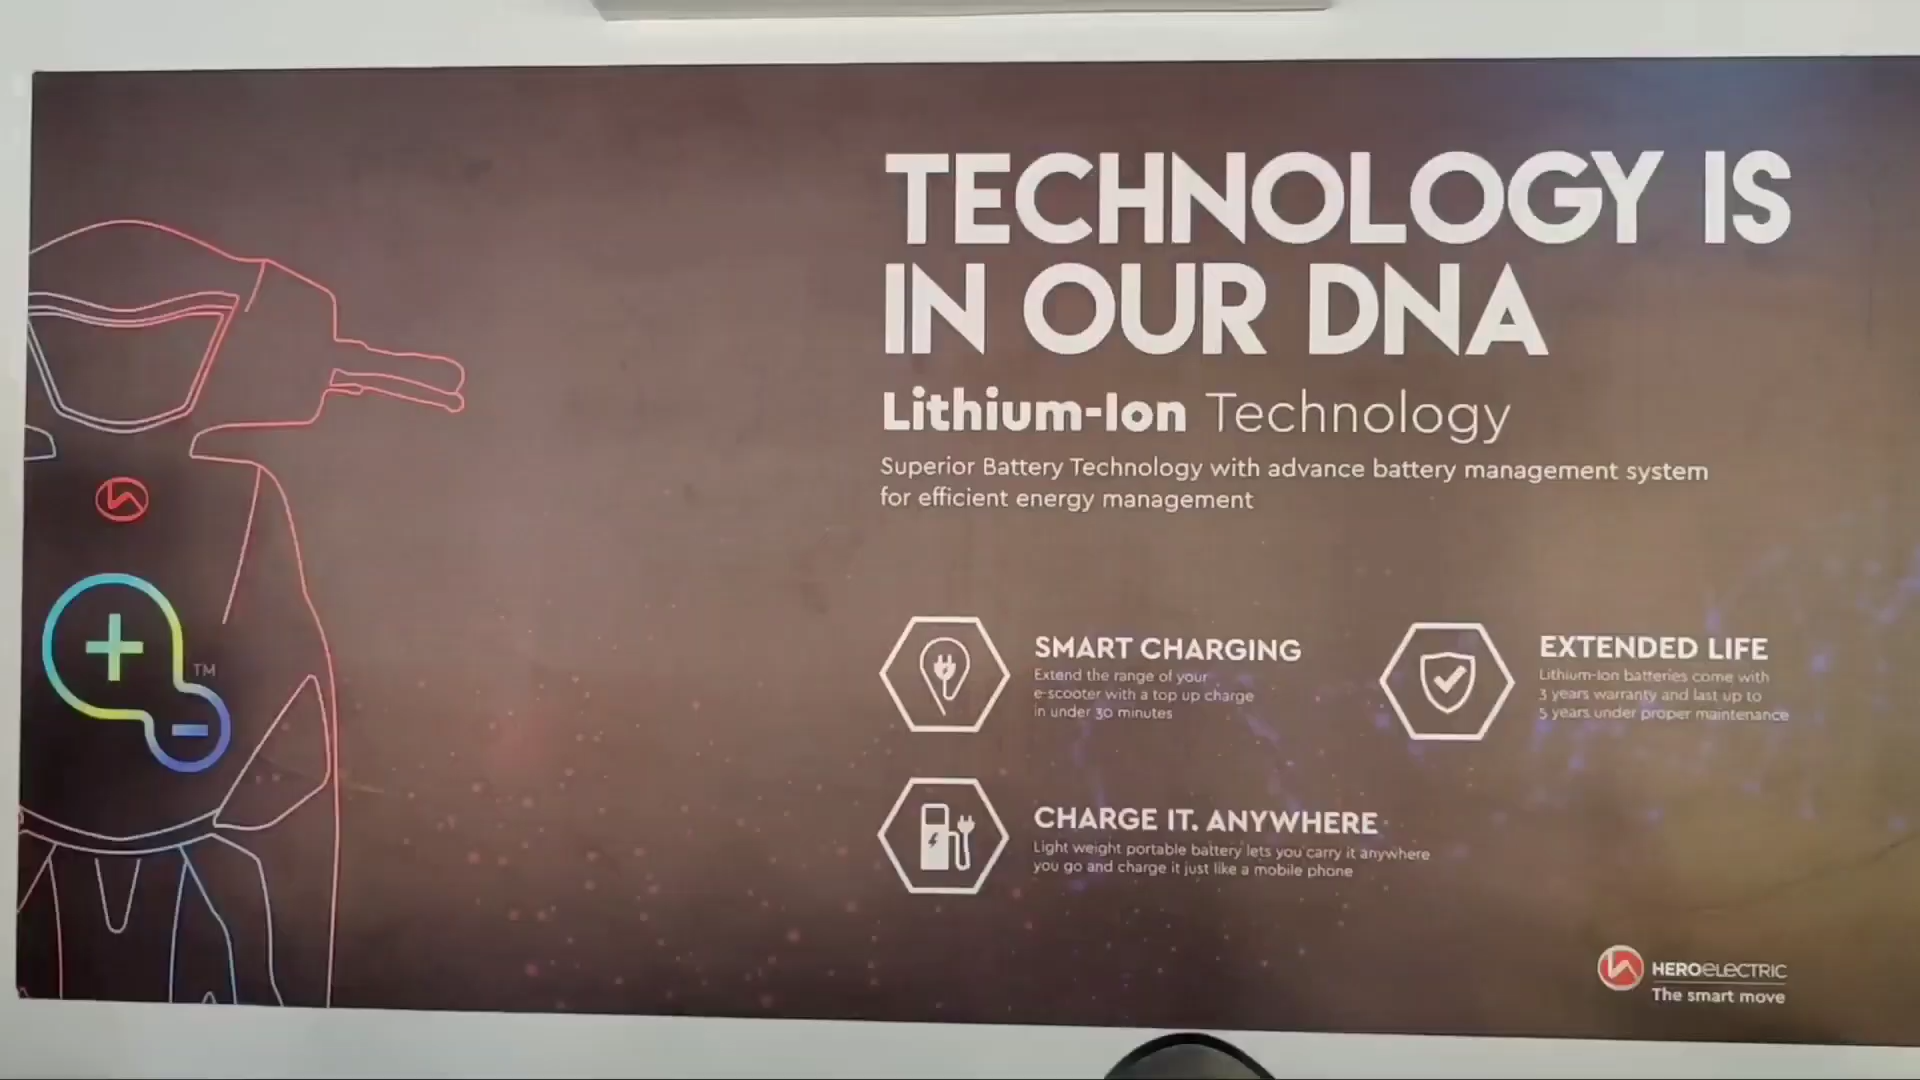 TECHNOLOGY IS
IN OUR DNA
Lithium-Ion Technology
Superior Battery Technology with advance battery management system
for efficient energy management
TM
SMART CHARGING
Extend the range of your
e-scooter with a top up charge
in under 30 minutes
EXTENDED LIFE
Lithium-Ion batteries come with
3 years warranty and last up to
5 years under proper maintenance
CHARGE IT. ANYWHERE
Light weight portable battery lets you carry it anywhere
you go and charge it just like a mobile phone
HERO ELECTRIC
The smart move